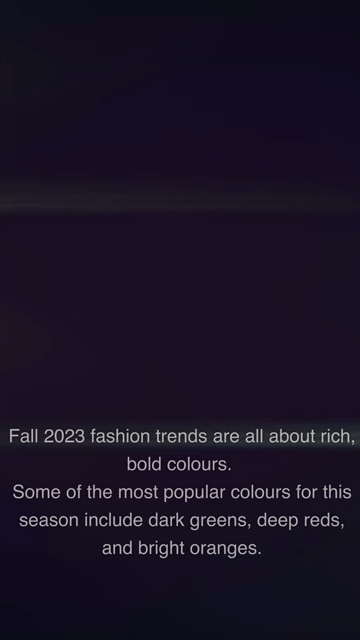 Fall 2023 fashion trends are all about rich,
bold colours.
Some of the most popular colours for this
season include dark greens, deep reds,
and bright oranges.